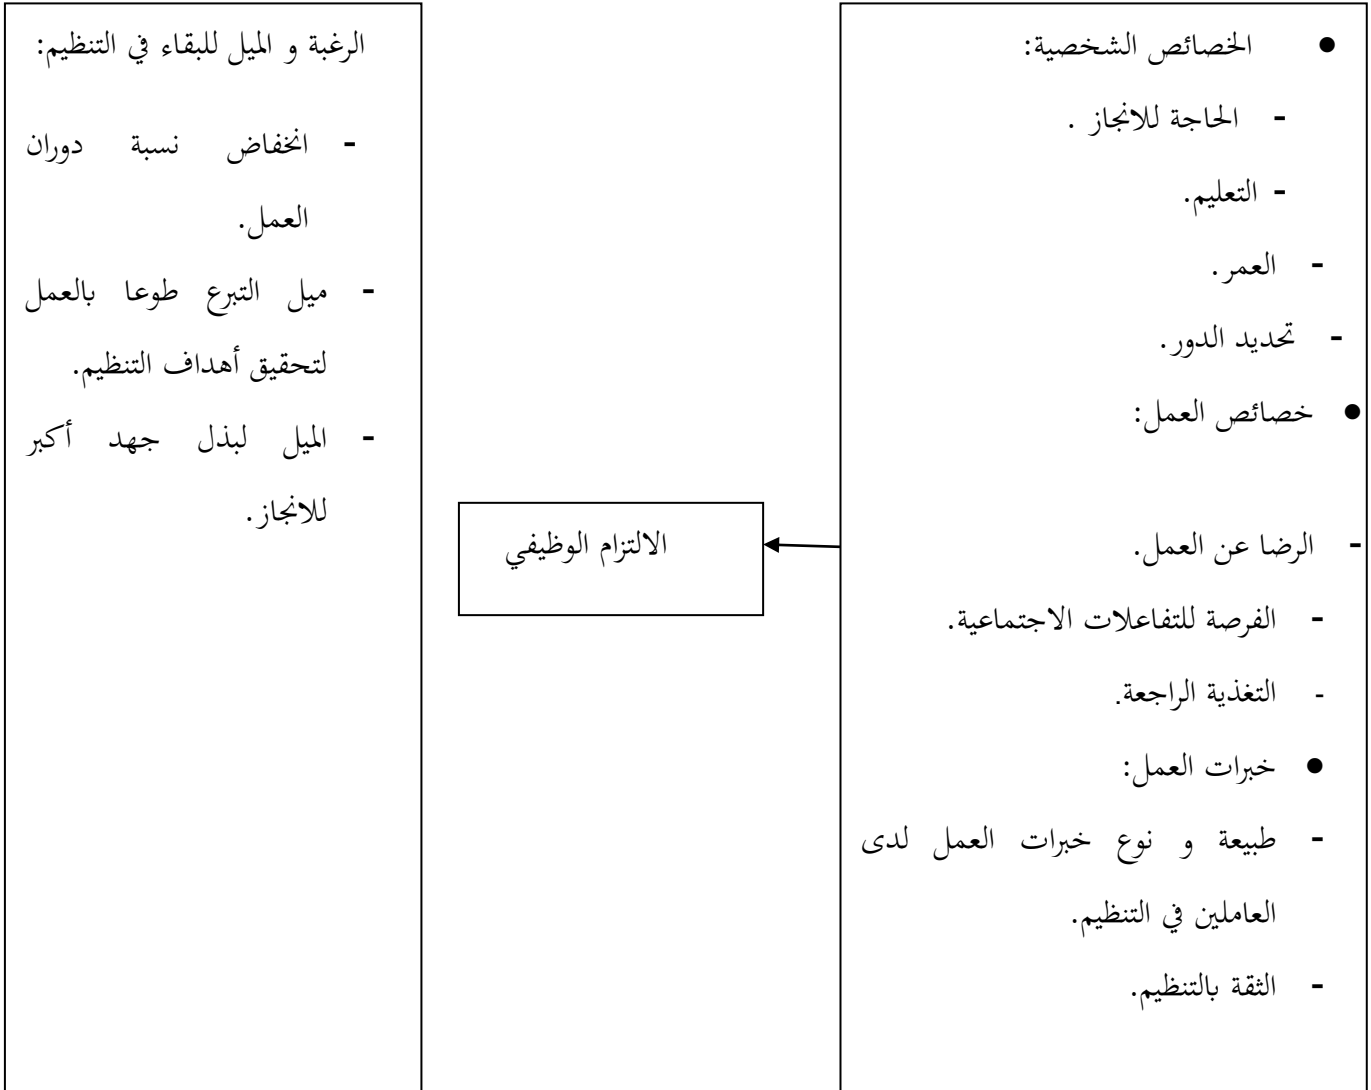 ● الخصائص الشخصية:
- الحاجة للانجاز .
- التعليم.
- العمر.
- تحديد الدور.
● خصائص العمل:
- الرضا عن العمل.
- الفرصة للتفاعلات الاجتماعية.
- التغذية الراجعة.
● خبرات العمل:
- طبيعة و نوع خبرات العمل لدى
العاملين في التنظيم.
- الثقة بالتنظيم.
الالتزام الوظيفي
الرغبة و الميل للبقاء في التنظيم:
- انخفاض نسبة دوران
العمل.
- ميل التبرع طوعا بالعمل
لتحقيق أهداف التنظيم.
- الميل لبذل جهد أكبر
للانجاز.